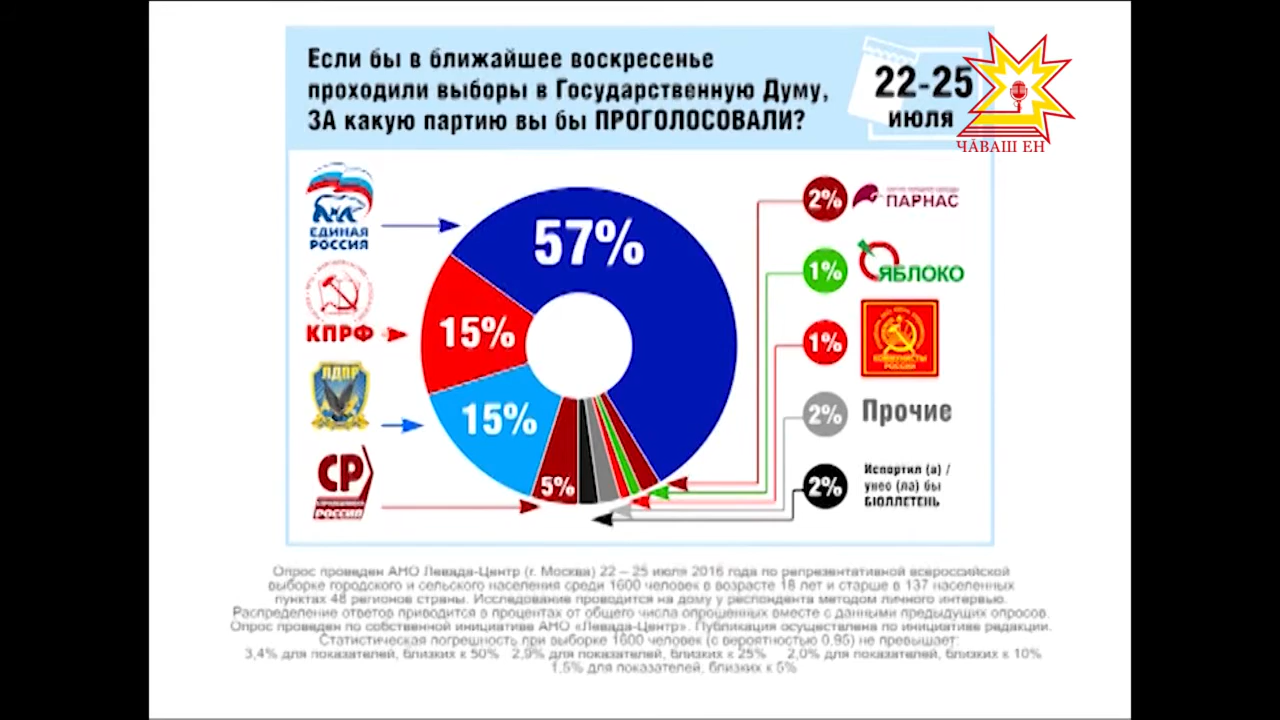 Если бы в ближайшее воскресенье
проходили выборы в Государственную Думу,
ЗА какую партию вы бы ПРОГОЛОСОВАЛИ?
22-25
июля
ЧĂВАШ ЕН
ЕДИНАЯ
РОССИЯ
57%
КПРФ
15%
ЛДПР
15%
СР
РОССИЯ
5%
2%
ПАРНАС
1%
ЯБЛОКО
1%
КОММУНИСТЫ
РОССИИ
2%
Прочие
2%
Испортил (а) /
унес (ла) бы
БЮЛЛЕТЕНЬ
Опрос проведен АНО Левада-Центр (г. Москва) 22 – 25 июля 2016 года по репрезентативной всероссийской
выборке городского и сельского населения среди 1600 человек в возрасте 18 лет и старше в 137 населенных
пунктах 48 регионов страны. Исследование проводится на дому у респондента методом личного интервью.
Распределение ответов приводится в процентах от общего числа опрошенных вместе с данными предыдущих опросов.
Опрос проведен по собственной инициативе АНО «Левада-Центр». Публикация осуществлена по инициативе редакции.
Статистическая погрешность при выборке 1600 человек (с вероятностью 0,95) не превышает:
3,4% для показателей, близких к 50% 2,9% для показателей, близких к 25% 2,0% для показателей, близких к 10%
1,5% для показателей, близких к 5%